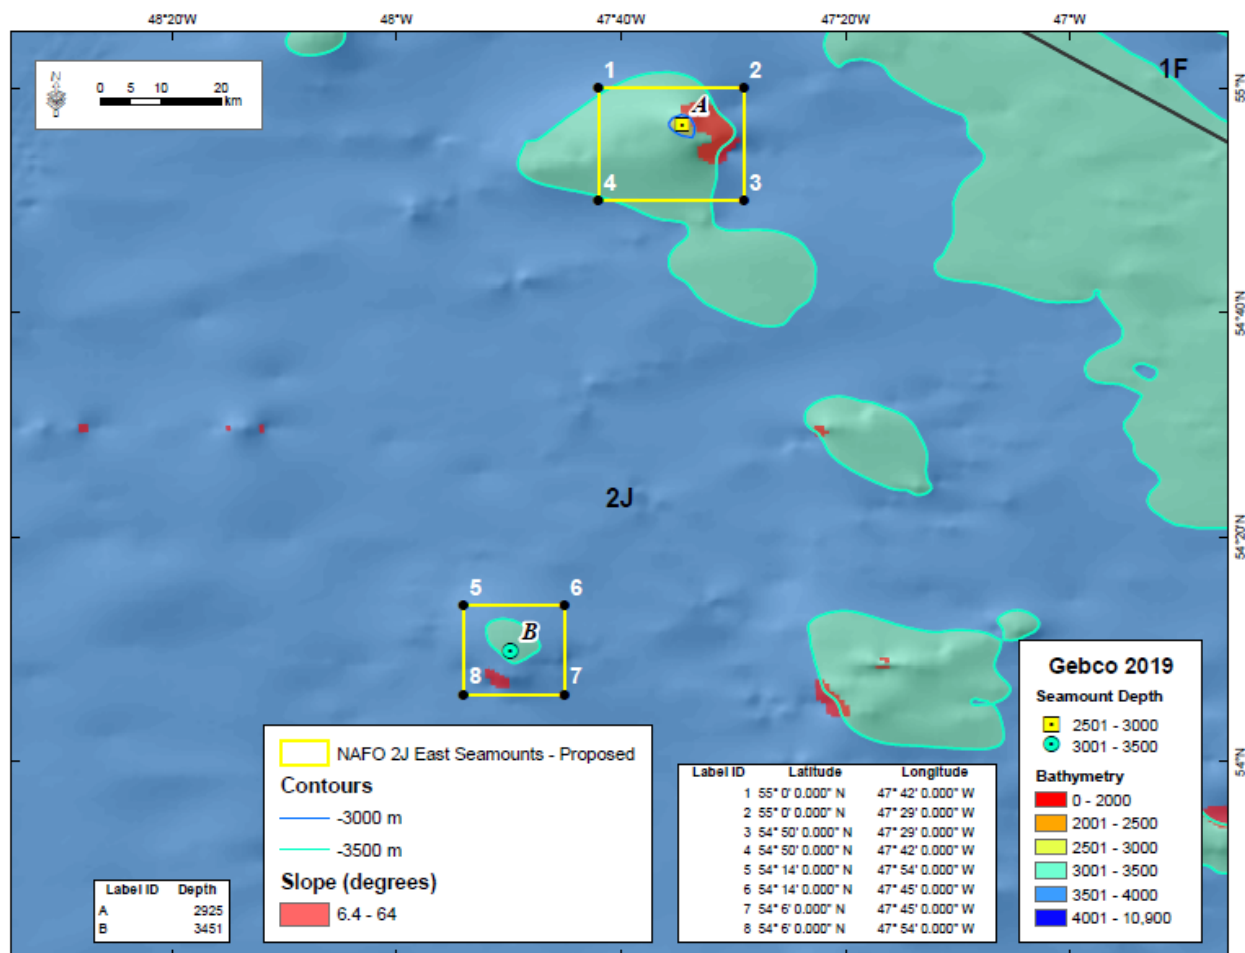 48°20'W 48°W 47°40'W 47°20'W 47°W
N
0 5 10 20
km
1F
55°N
1 2
A
4 3
54°40'N
2J
54°20'N
5 6
B
8 7
54°N
NAFO 2J East Seamounts - Proposed
Contours
-3000 m
-3500 m
Slope (degrees)
6.4 - 64
Label ID Depth
A 2925
B 3451
Label ID Latitude Longitude
1 55° 0' 0.000" N 47° 42' 0.000" W
2 55° 0' 0.000" N 47° 29' 0.000" W
3 54° 50' 0.000" N 47° 29' 0.000" W
4 54° 50' 0.000" N 47° 42' 0.000" W
5 54° 14' 0.000" N 47° 54' 0.000" W
6 54° 14' 0.000" N 47° 45' 0.000" W
7 54° 6' 0.000" N 47° 45' 0.000" W
8 54° 6' 0.000" N 47° 54' 0.000" W
Gebco 2019
Seamount Depth
2501 - 3000
3001 - 3500
Bathymetry
0 - 2000
2001 - 2500
2501 - 3000
3001 - 3500
3501 - 4000
4001 - 10,900